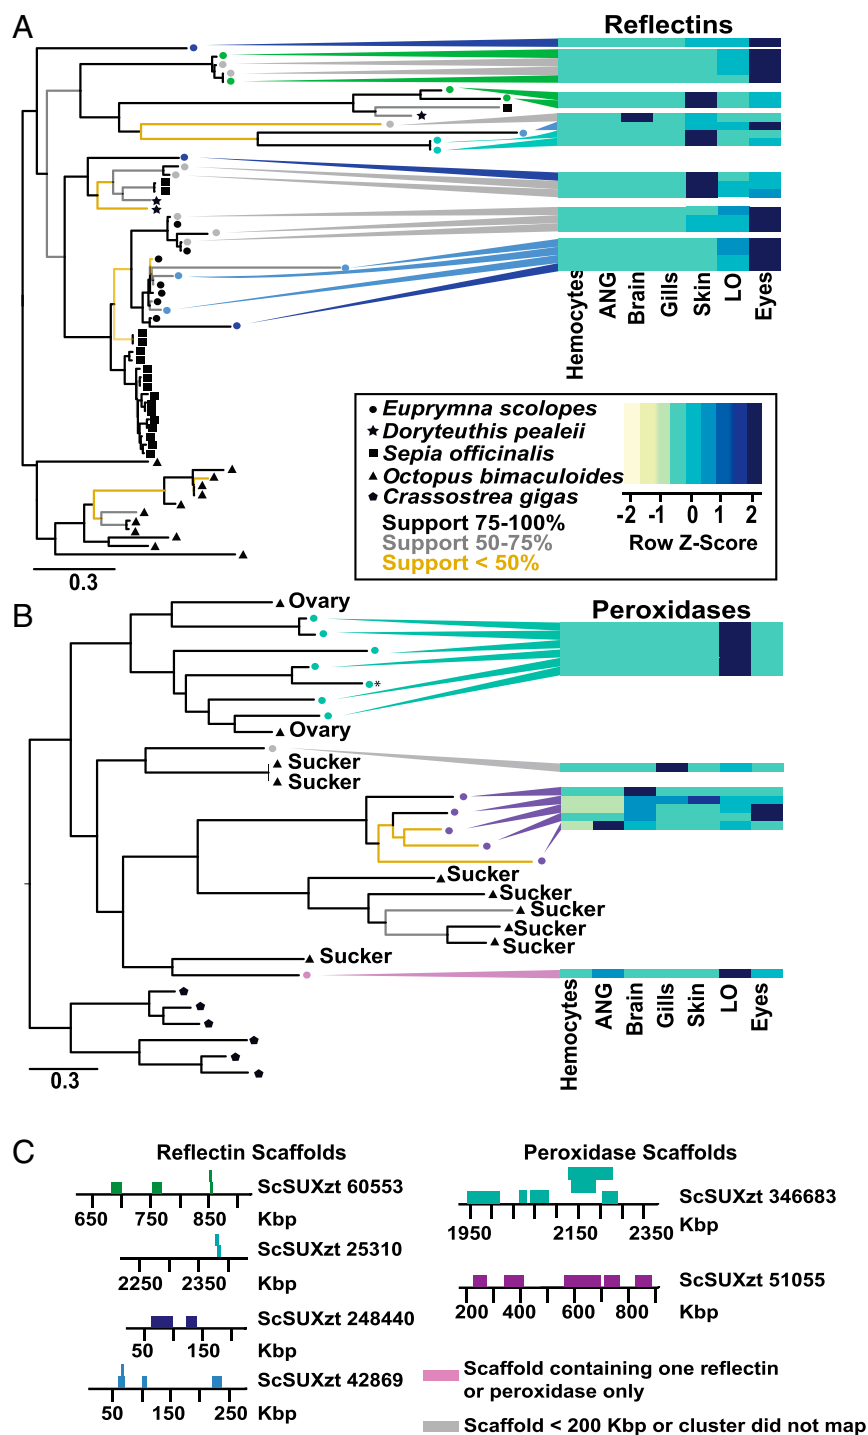 A
Reflectins
Hemocytes
ANG
Brain
Gills
Skin
LO
Eyes
Euprymna scolopes
Doryteuthis pealeii
Sepia officinalis
Octopus bimaculoides
Crassostrea gigas
Support 75-100%
Support 50-75%
Support < 50%
-2 -1 0 1 2
Row Z-Score
0.3
B
Peroxidases
Ovary
*
Ovary
Sucker
Sucker
Sucker
Sucker
Sucker
Sucker
Sucker
Sucker
Hemocytes
ANG
Brain
Gills
Skin
LO
Eyes
0.3
C
Reflectin Scaffolds
ScSUXzt 60553
650 750 850 Kbp
ScSUXzt 25310
2250 2350 Kbp
ScSUXzt 248440
50 150 Kbp
ScSUXzt 42869
50 150 250 Kbp
Peroxidase Scaffolds
ScSUXzt 346683
1950 2150 2350 Kbp
ScSUXzt 51055
200 400 600 800 Kbp
Scaffold containing one reflectin
or peroxidase only
Scaffold < 200 Kbp or cluster did not map